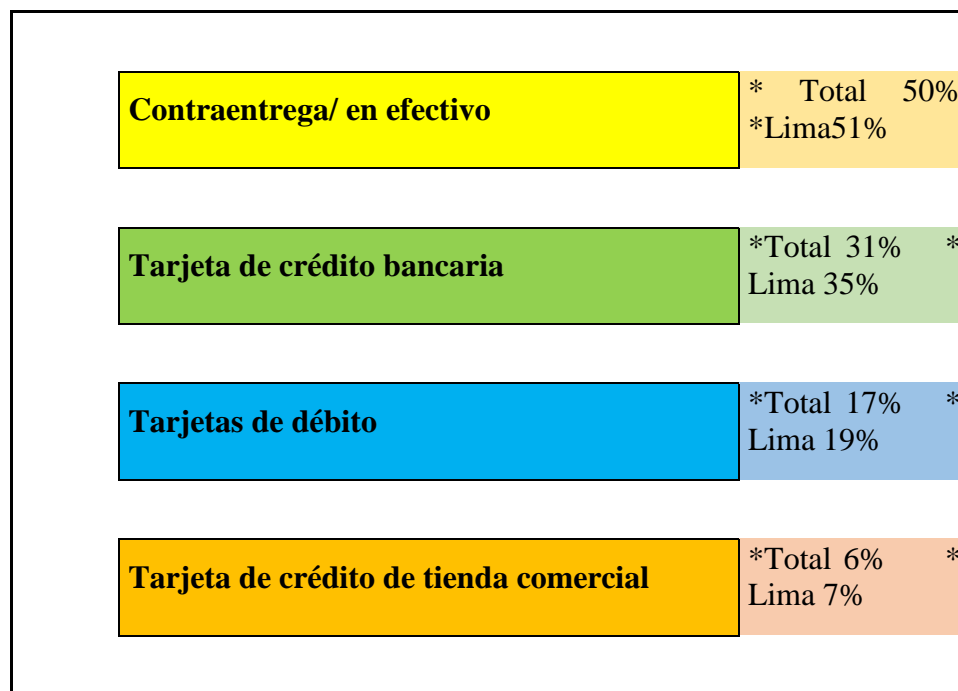 Contraentrega/ en efectivo
* Total 50%
*Lima51%
Tarjeta de crédito bancaria
*Total 31% *
Lima 35%
Tarjetas de débito
*Total 17% *
Lima 19%
Tarjeta de crédito de tienda comercial
*Total 6% *
Lima 7%